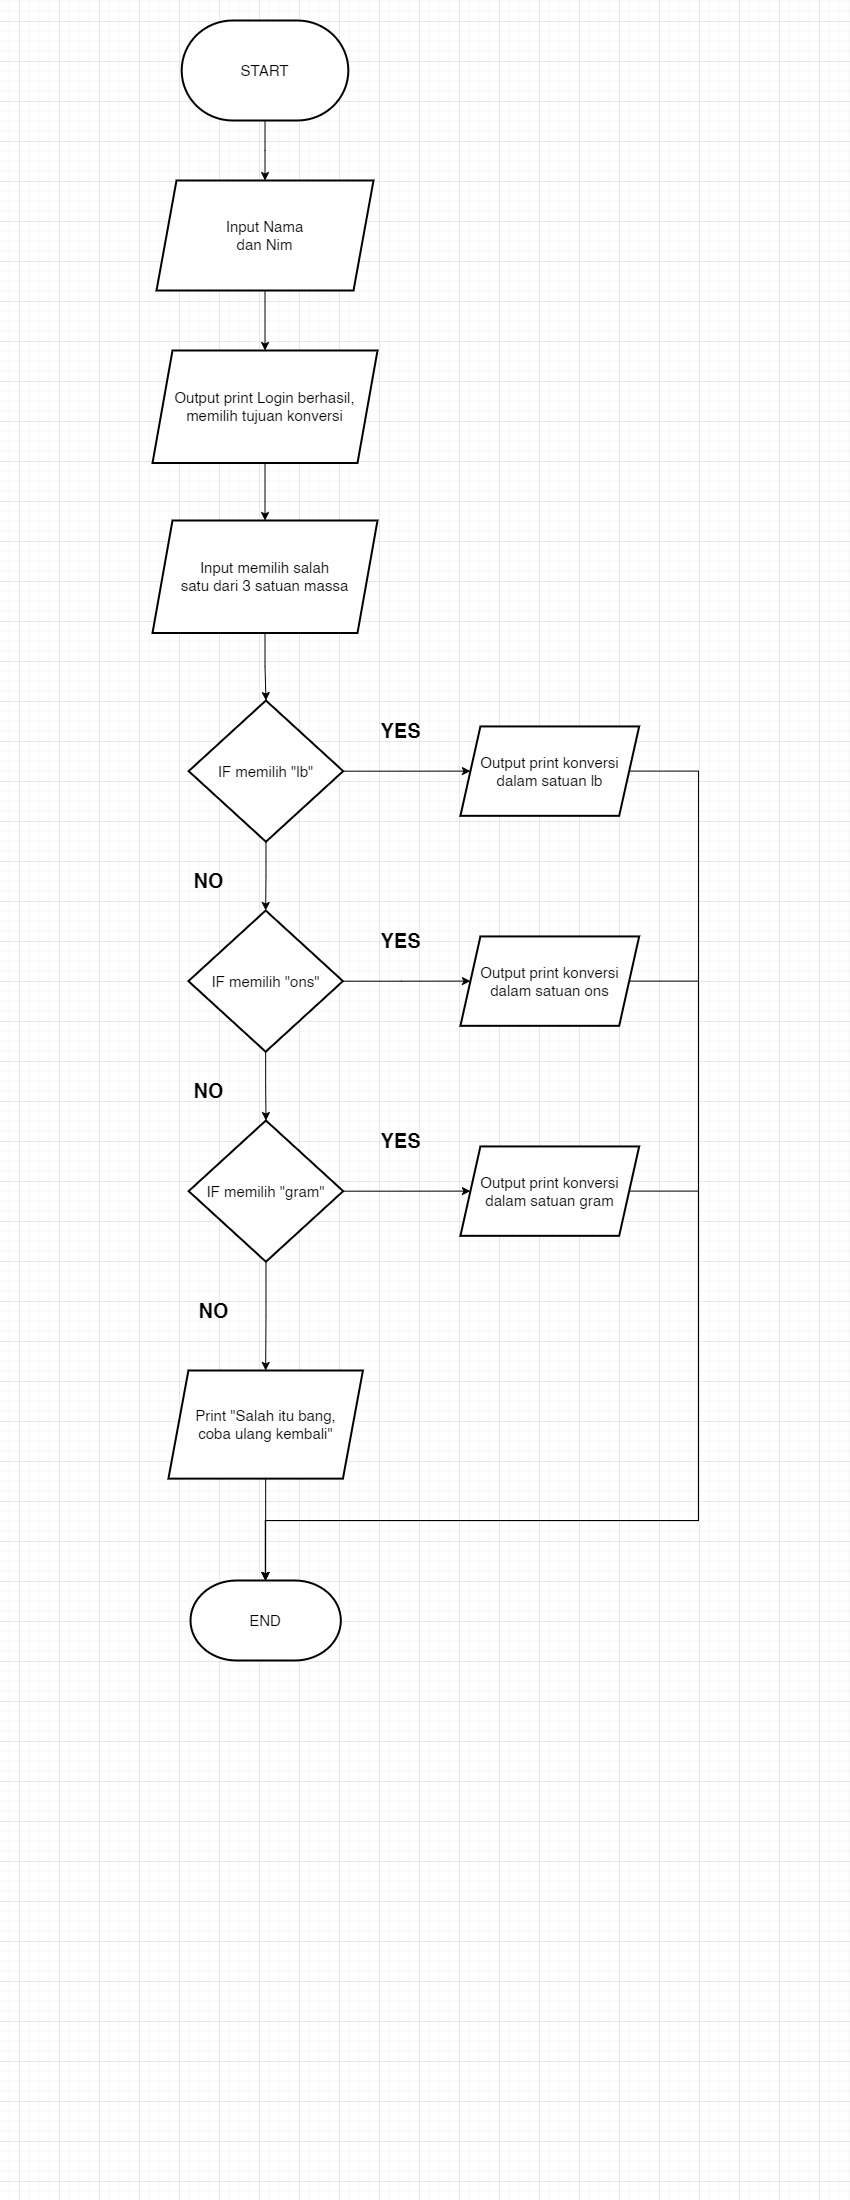 START
Input Nama
dan Nim
Output print Login berhasil,
memilih tujuan konversi
Input memilih salah
satu dari 3 satuan massa
IF memilih "lb"
YES
Output print konversi
dalam satuan lb
NO
IF memilih "ons"
YES
Output print konversi
dalam satuan ons
NO
IF memilih "gram"
YES
Output print konversi
dalam satuan gram
NO
Print "Salah itu bang,
coba ulang kembali"
END